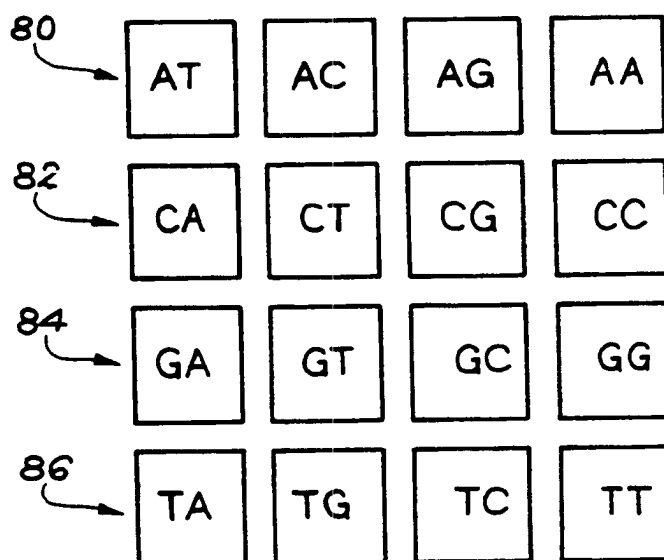 80 AT AC AG AA
82 CA CT CG CC
84 GA GT GC GG
86 TA TG TC TT